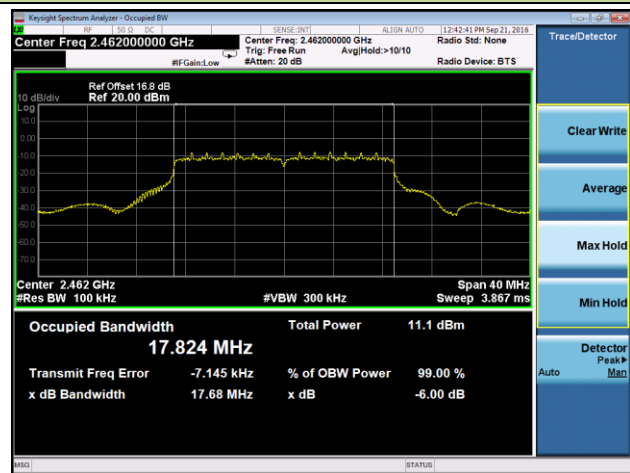 Keysight Spectrum Analyzer - Occupied BW
RF 50 Ω DC SENSE:INT ALIGN AUTO 12:42:41 PM Sep 21, 2016
Center Freq 2.462000000 GHz Center Freq: 2.462000000 GHz Radio Std: None
Trig: Free Run Avg|Hold:>10/10
#IFGain:Low #Atten: 20 dB Radio Device: BTS
Trace/Detector
Ref Offset 16.8 dB
10 dB/div Ref 20.00 dBm
Log
10.0
0.00
-10.0
-20.0
-30.0
-40.0
-50.0
-60.0
-70.0
Clear Write
Average
Max Hold
Min Hold
Detector
Peak▶
Auto Man
Center 2.462 GHz Span 40 MHz
#Res BW 100 kHz #VBW 300 kHz Sweep 3.867 ms
Occupied Bandwidth Total Power 11.1 dBm
17.824 MHz
Transmit Freq Error -7.145 kHz % of OBW Power 99.00 %
x dB Bandwidth 17.68 MHz x dB -6.00 dB
MSG STATUS